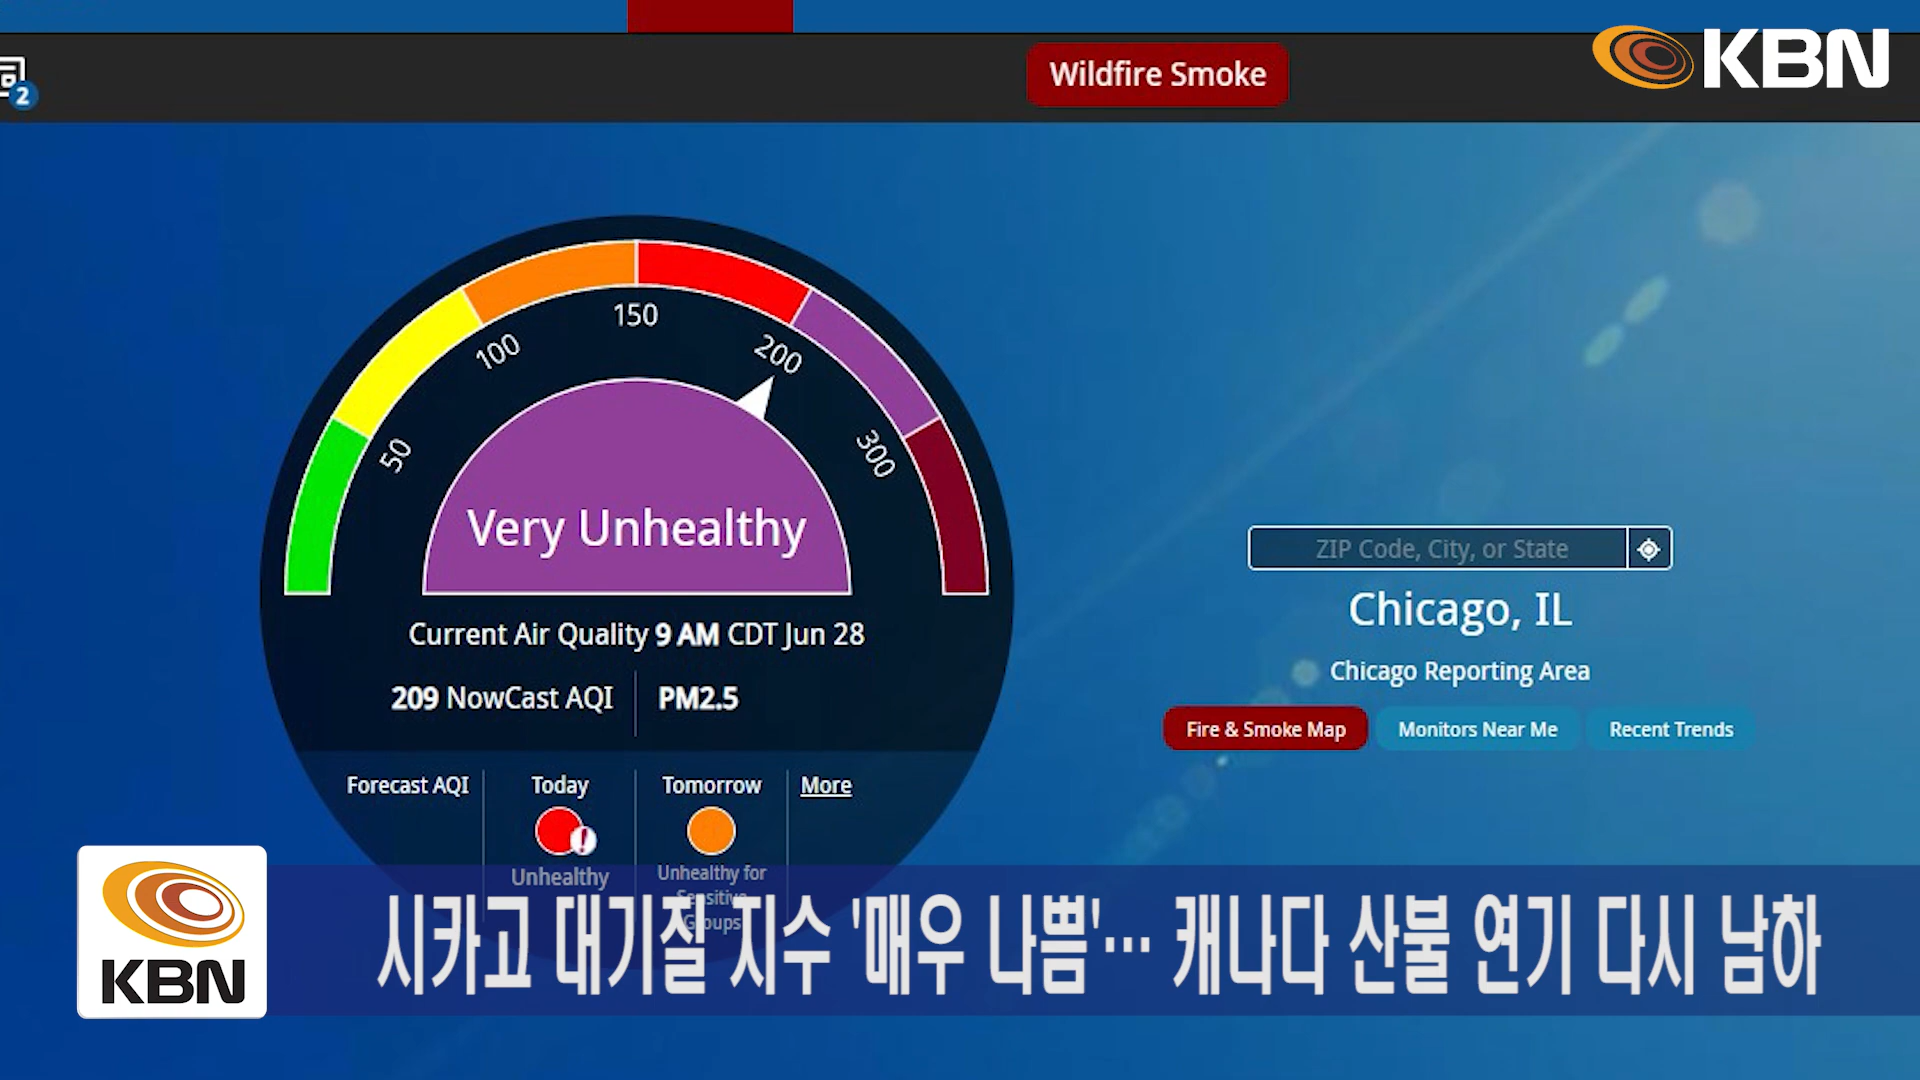 Wildfire Smoke
KBN
2
50
100
150
200
300
Very Unhealthy
Current Air Quality 9 AM CDT Jun 28
209 NowCast AQI
PM2.5
Forecast AQI
Today
Tomorrow
More
Unhealthy
Unhealthy for
Sensitive
Groups
ZIP Code, City, or State
Chicago, IL
Chicago Reporting Area
Fire & Smoke Map
Monitors Near Me
Recent Trends
KBN
시카고 대기질 지수 '매우 나쁨'… 캐나다 산불 연기 다시 남하